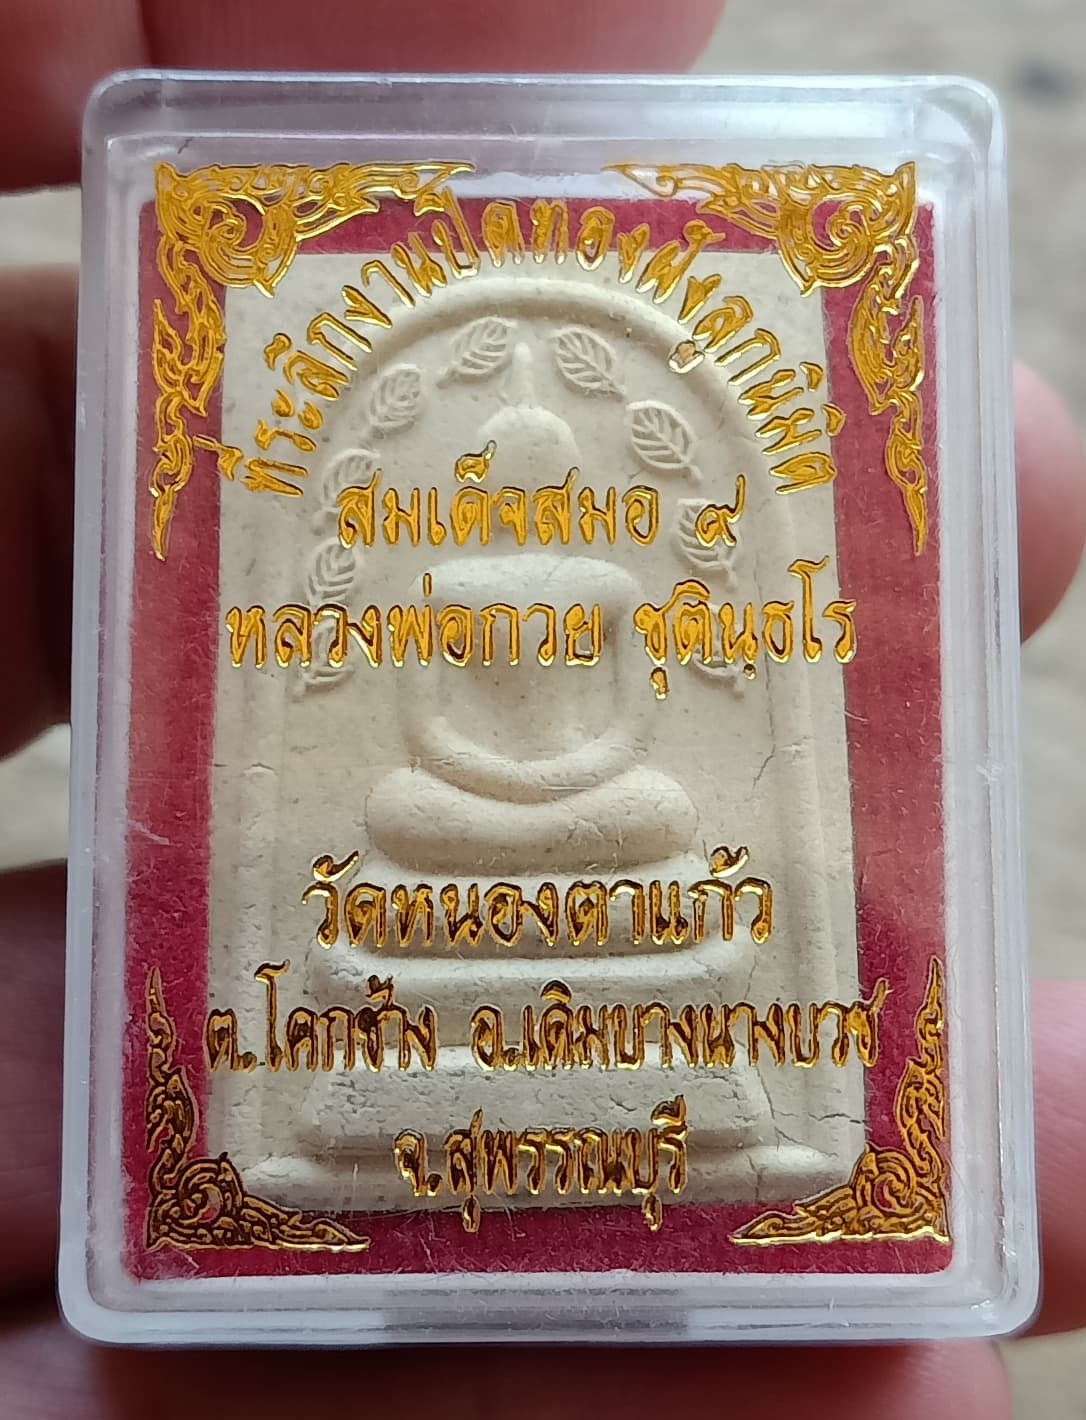 ที่ระลึกงานปิดทองฝังลูกนิมิต
สมเด็จสมอ ๙
หลวงพ่อกวย ชุตินฺธโร
วัดหนองตาแก้ว
ต.โคกช้าง อ.เดิมบางนางบวช
จ.สุพรรณบุรี